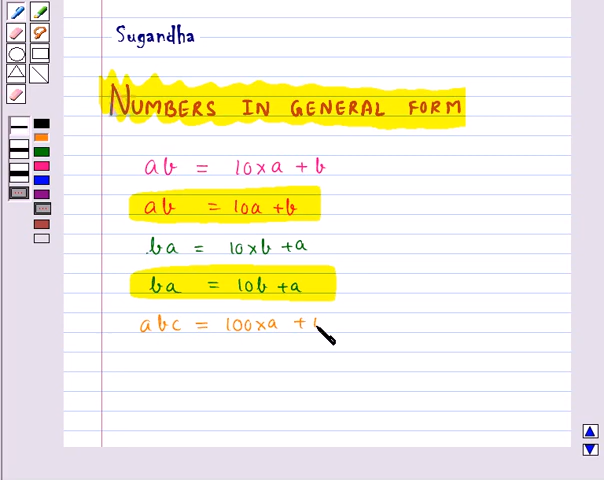 Sugandha
NUMBERS IN GENERAL FORM
ab = 10×a + b
ab = 10a + b
ba = 10×b + a
ba = 10b + a
abc = 100×a +